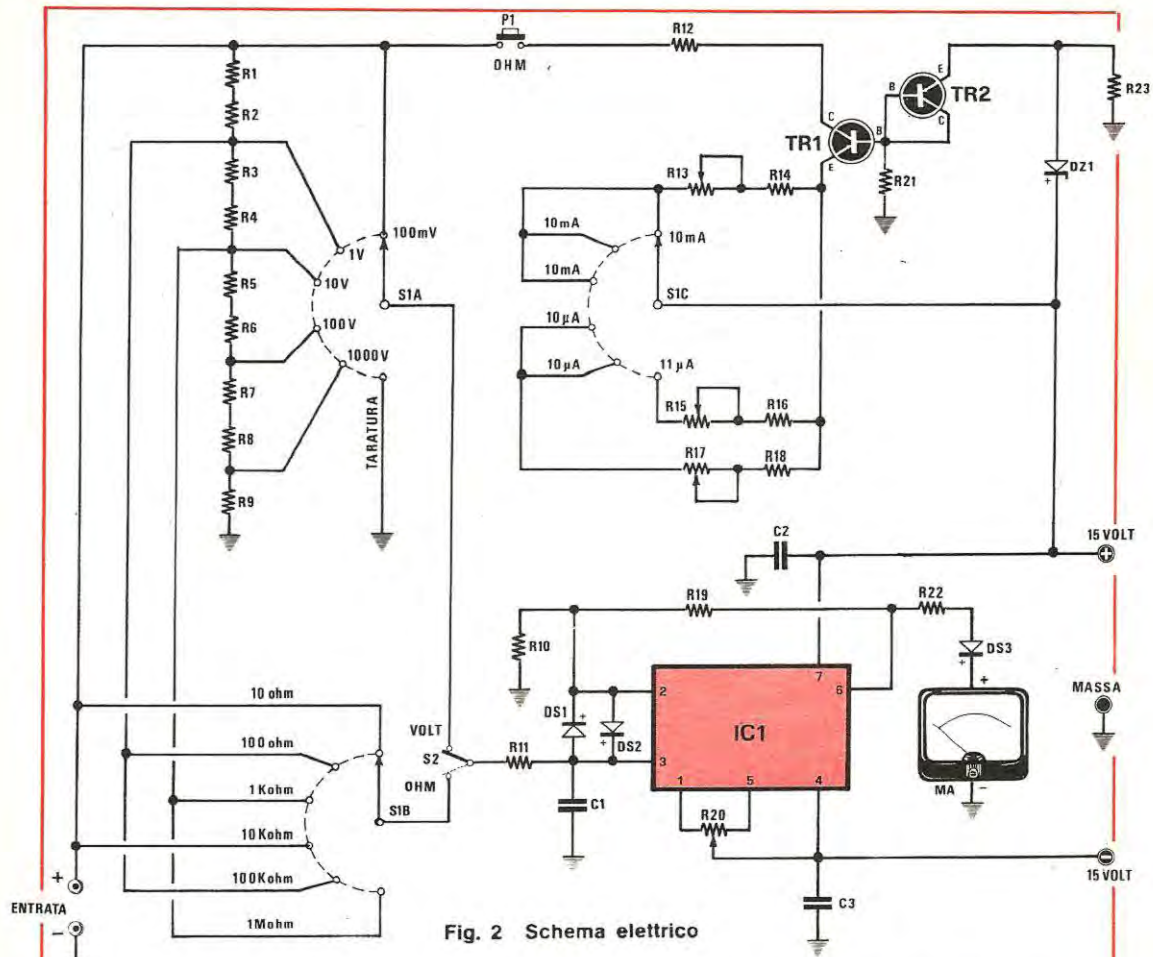 P1
OHM
R12
E
B
C
TR2
R23
R1
R2
R3
R4
R5
R6
R7
R8
R9
100mV
1V
10V
100V
1000V
S1A
TARATURA
C
B
E
TR1
R21
DZ1
+
R13
R14
10mA
10mA
10mA
S1C
10µA
10µA
11µA
R15
R16
R17
R18
C2
15 VOLT
+
R19
R22
R10
DS3
+
+
MASSA
DS1
+
DS2
+
2
3
7
6
IC1
1
5
4
MA
-
10 ohm
100 ohm
1Kohm
10Kohm
100Kohm
1Mohm
S1B
VOLT
S2
OHM
R11
C1
R20
-
15 VOLT
C3
+
ENTRATA
-
Fig. 2 Schema elettrico